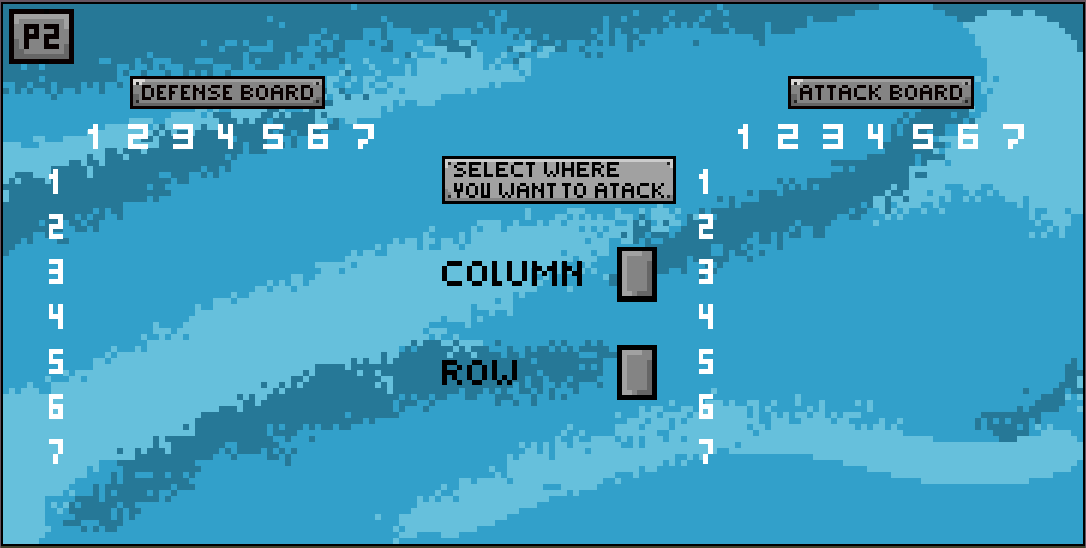 P2
DEFENSE BOARD
ATTACK BOARD
1 2 3 4 5 6 7
1 2 3 4 5 6 7
SELECT WHERE
YOU WANT TO ATACK
1
2
3
4
5
6
7
COLUMN
ROW
1
2
3
4
5
6
7